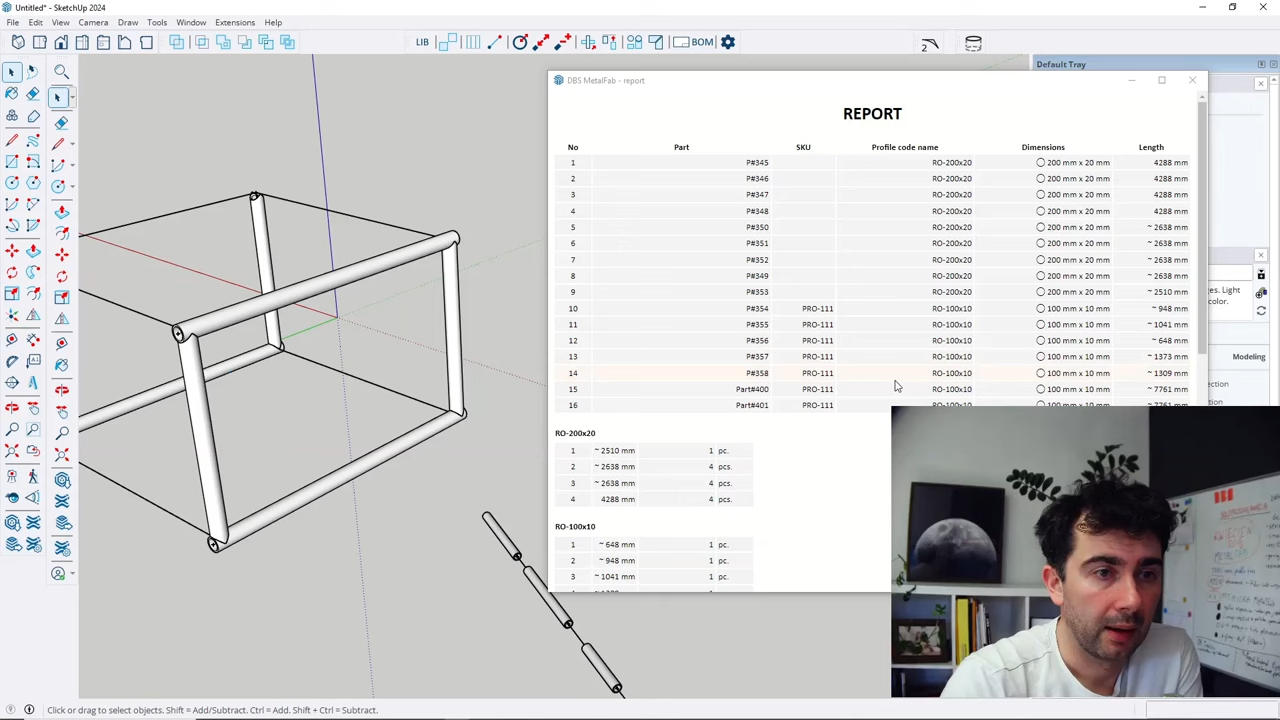 Untitled* - SketchUp 2024
File Edit View Camera Draw Tools Window Extensions Help
LIB BOM
Default Tray
DBS MetalFab - report
REPORT
No Part SKU Profile code name Dimensions Length
1 P#345 RO-200x20 200 mm x 20 mm 4288 mm
2 P#346 RO-200x20 200 mm x 20 mm 4288 mm
3 P#347 RO-200x20 200 mm x 20 mm 4288 mm
4 P#348 RO-200x20 200 mm x 20 mm 4288 mm
5 P#350 RO-200x20 200 mm x 20 mm ~ 2638 mm
6 P#351 RO-200x20 200 mm x 20 mm ~ 2638 mm
7 P#352 RO-200x20 200 mm x 20 mm ~ 2638 mm
8 P#349 RO-200x20 200 mm x 20 mm ~ 2638 mm
9 P#353 RO-200x20 200 mm x 20 mm ~ 2510 mm
10 P#354 PRO-111 RO-100x10 100 mm x 10 mm ~ 948 mm
11 P#355 PRO-111 RO-100x10 100 mm x 10 mm ~ 1041 mm
12 P#356 PRO-111 RO-100x10 100 mm x 10 mm ~ 648 mm
13 P#357 PRO-111 RO-100x10 100 mm x 10 mm ~ 1373 mm
14 P#358 PRO-111 RO-100x10 100 mm x 10 mm ~ 1309 mm
15 Part#400 PRO-111 RO-100x10 100 mm x 10 mm ~ 7761 mm
16 Part#401 PRO-111 RO-100x10 100 mm x 10 mm ~ 7761 mm
ges. Light
color.
Modeling
ection
RO-200x20
1 ~ 2510 mm 1 pc.
2 ~ 2638 mm 4 pcs.
3 ~ 2638 mm 4 pcs.
4 4288 mm 4 pcs.
RO-100x10
1 ~ 648 mm 1 pc.
2 ~ 948 mm 1 pc.
3 ~ 1041 mm 1 pc.
Click or drag to select objects. Shift = Add/Subtract. Ctrl = Add. Shift + Ctrl = Subtract.